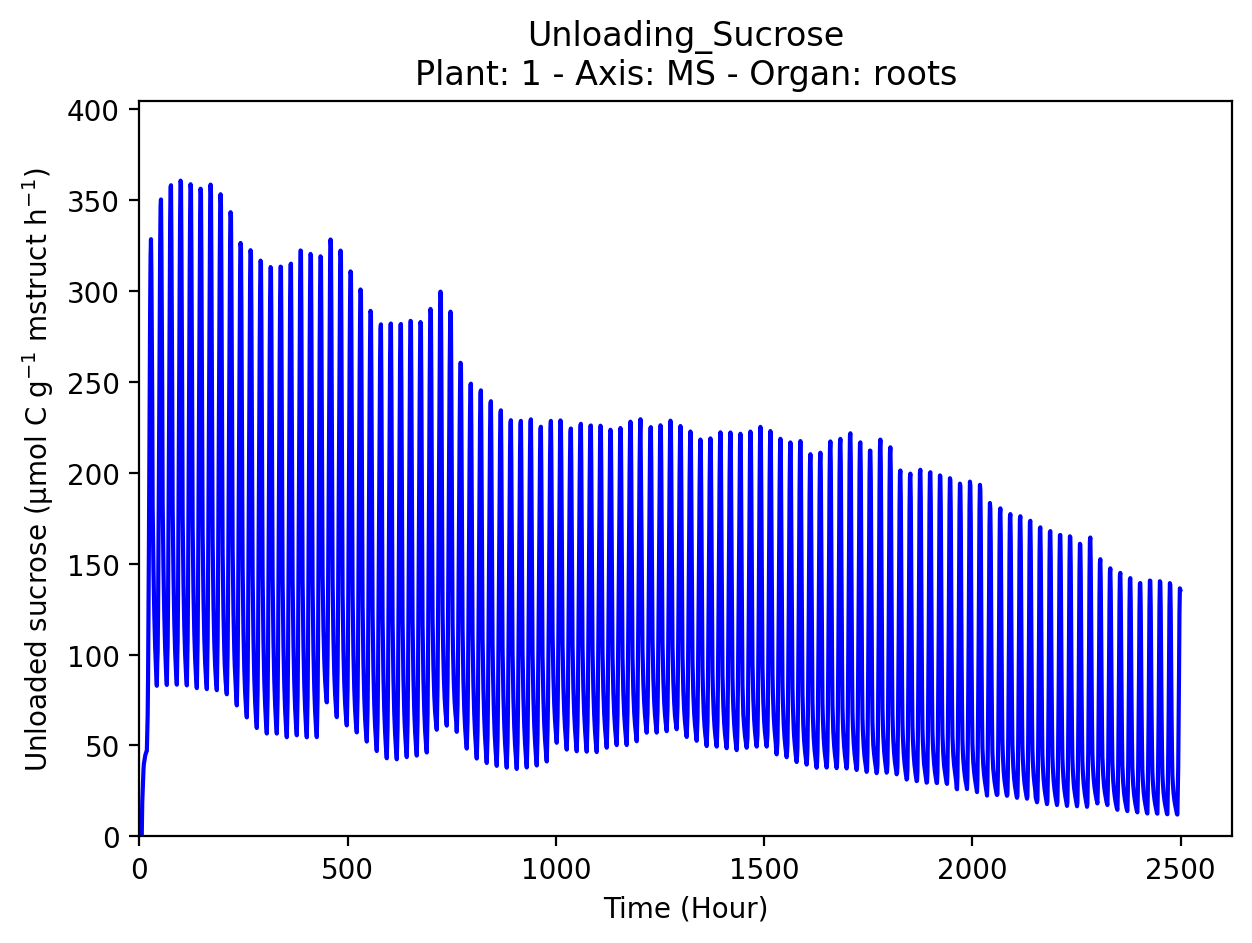 Unloading_Sucrose
Plant: 1 - Axis: MS - Organ: roots
Unloaded sucrose (µmol C g⁻¹ mstruct h⁻¹)
400
350
300
250
200
150
100
50
0
0 500 1000 1500 2000 2500
Time (Hour)